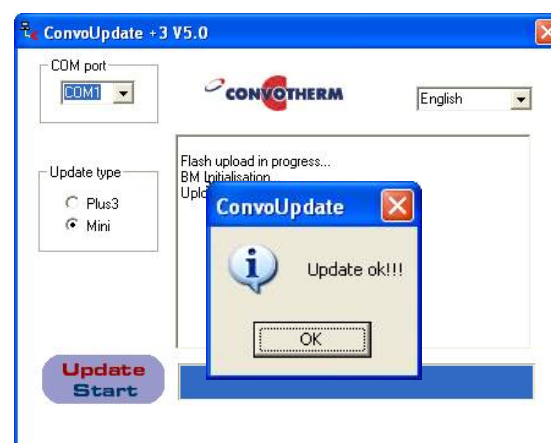 ConvoUpdate +3 V5.0
COM port
COM1
CONVOTHERM
English
Update type
Plus3
Mini
Flash upload in progress...
BM Initialisation...
ConvoUpdate
Update ok!!!
OK
Update
Start